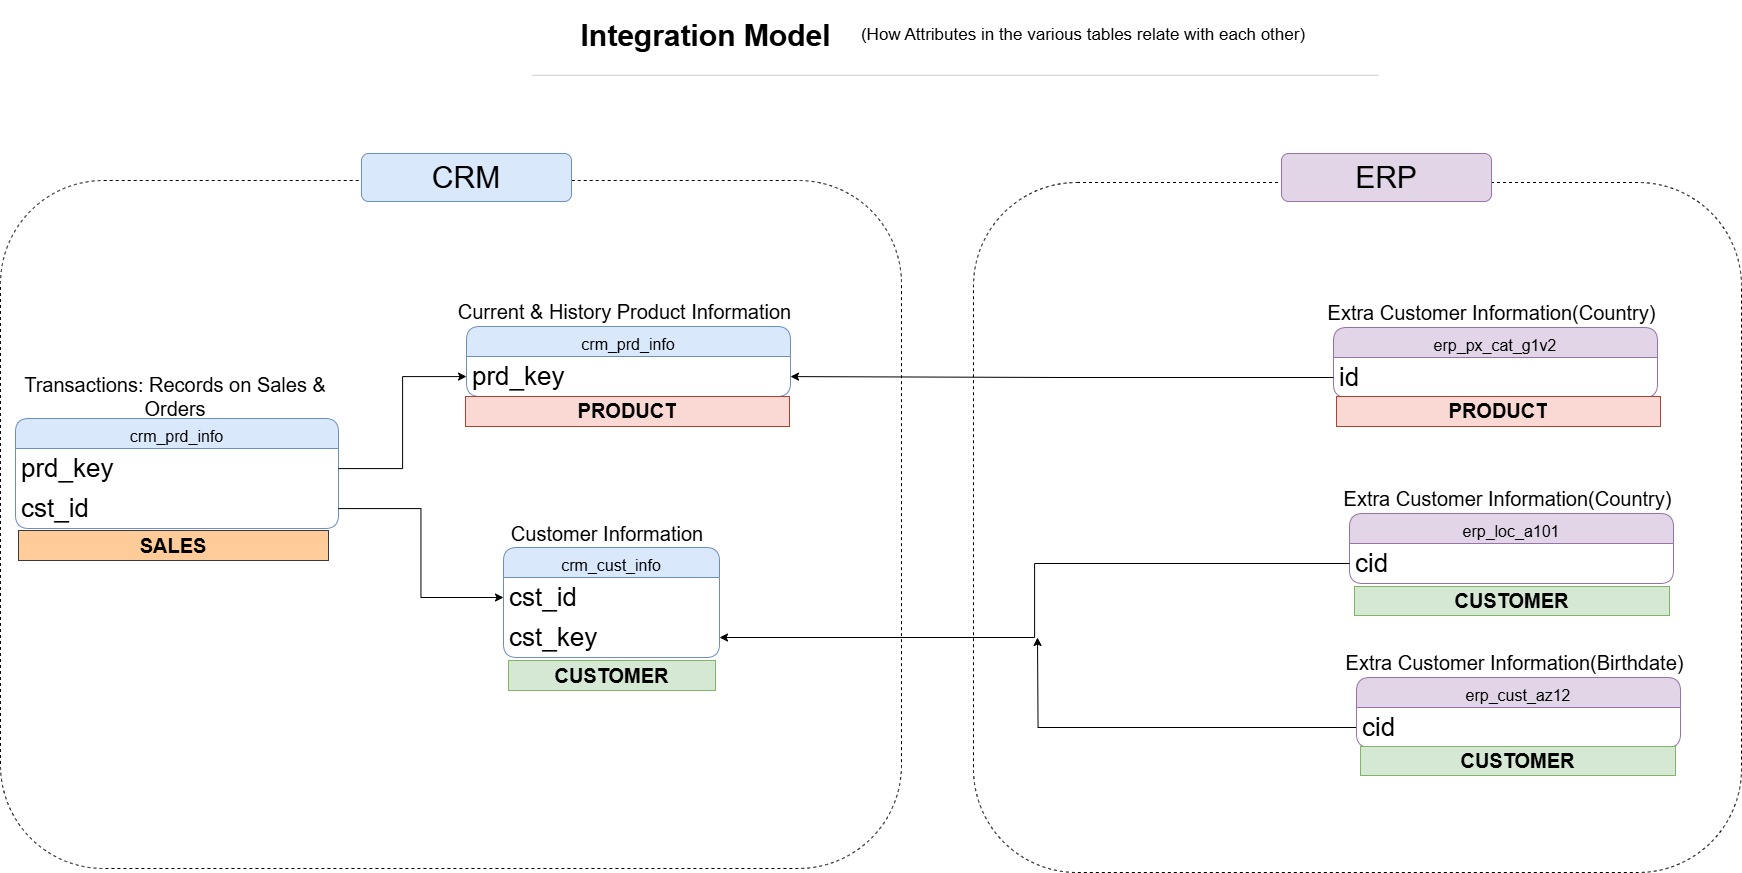 Integration Model
(How Attributes in the various tables relate with each other)
CRM
ERP
Current & History Product Information
crm_prd_info
prd_key
PRODUCT
Transactions: Records on Sales &
Orders
crm_prd_info
prd_key
cst_id
SALES
Customer Information
crm_cust_info
cst_id
cst_key
CUSTOMER
Extra Customer Information(Country)
erp_px_cat_g1v2
id
PRODUCT
Extra Customer Information(Country)
erp_loc_a101
cid
CUSTOMER
Extra Customer Information(Birthdate)
erp_cust_az12
cid
CUSTOMER